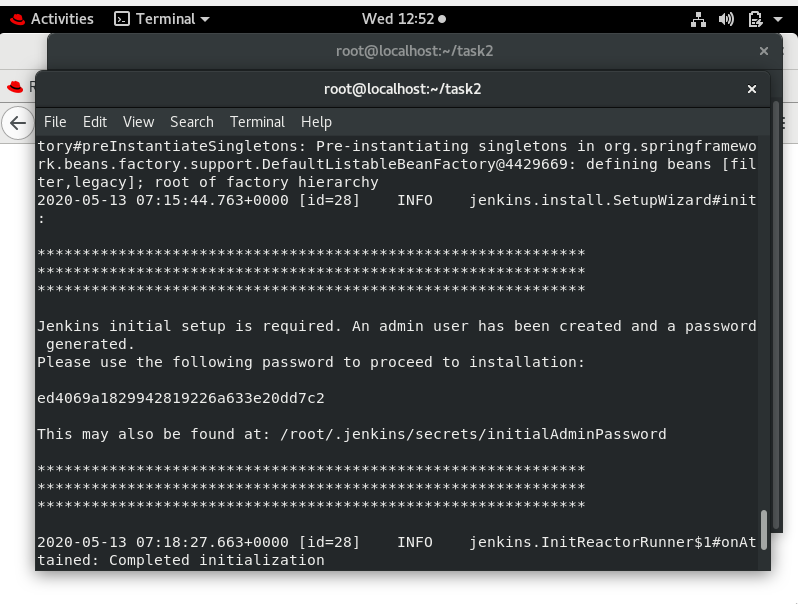 Activities Terminal Wed 12:52
root@localhost:~/task2
R
root@localhost:~/task2
File Edit View Search Terminal Help
tory#preInstantiateSingletons: Pre-instantiating singletons in org.springframewo
rk.beans.factory.support.DefaultListableBeanFactory@4429669: defining beans [fil
ter,legacy]; root of factory hierarchy
2020-05-13 07:15:44.763+0000 [id=28] INFO jenkins.install.SetupWizard#init
:
*************************************************************
*************************************************************
*************************************************************
Jenkins initial setup is required. An admin user has been created and a password
generated.
Please use the following password to proceed to installation:
ed4069a1829942819226a633e20dd7c2
This may also be found at: /root/.jenkins/secrets/initialAdminPassword
*************************************************************
*************************************************************
*************************************************************
2020-05-13 07:18:27.663+0000 [id=28] INFO jenkins.InitReactorRunner$1#onAt
tained: Completed initialization